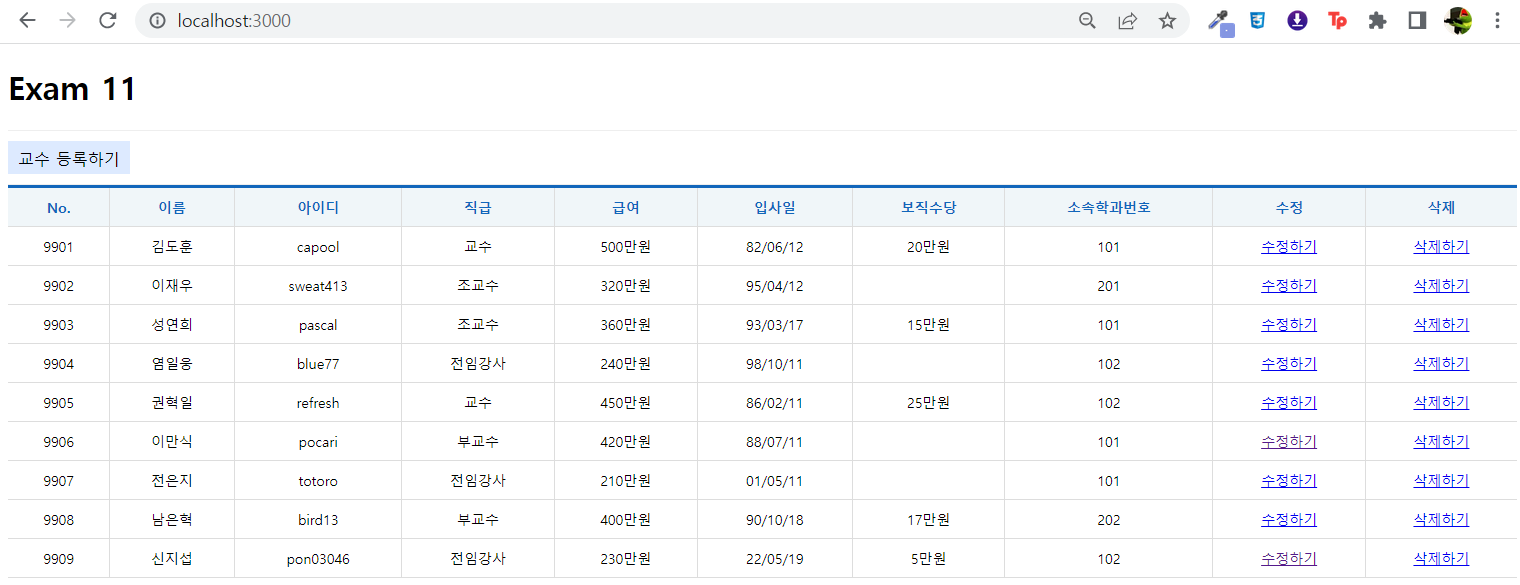 localhost:3000
Exam 11
교수 등록하기
No. 이름 아이디 직급 급여 입사일 보직수당 소속학과번호 수정 삭제
9901 김도훈 capool 교수 500만원 82/06/12 20만원 101 수정하기 삭제하기
9902 이재우 sweat413 조교수 320만원 95/04/12 201 수정하기 삭제하기
9903 성연희 pascal 조교수 360만원 93/03/17 15만원 101 수정하기 삭제하기
9904 염일웅 blue77 전임강사 240만원 98/10/11 102 수정하기 삭제하기
9905 권혁일 refresh 교수 450만원 86/02/11 25만원 102 수정하기 삭제하기
9906 이만식 pocari 부교수 420만원 88/07/11 101 수정하기 삭제하기
9907 전은지 totoro 전임강사 210만원 01/05/11 101 수정하기 삭제하기
9908 남은혁 bird13 부교수 400만원 90/10/18 17만원 202 수정하기 삭제하기
9909 신지섭 pon03046 전임강사 230만원 22/05/19 5만원 102 수정하기 삭제하기